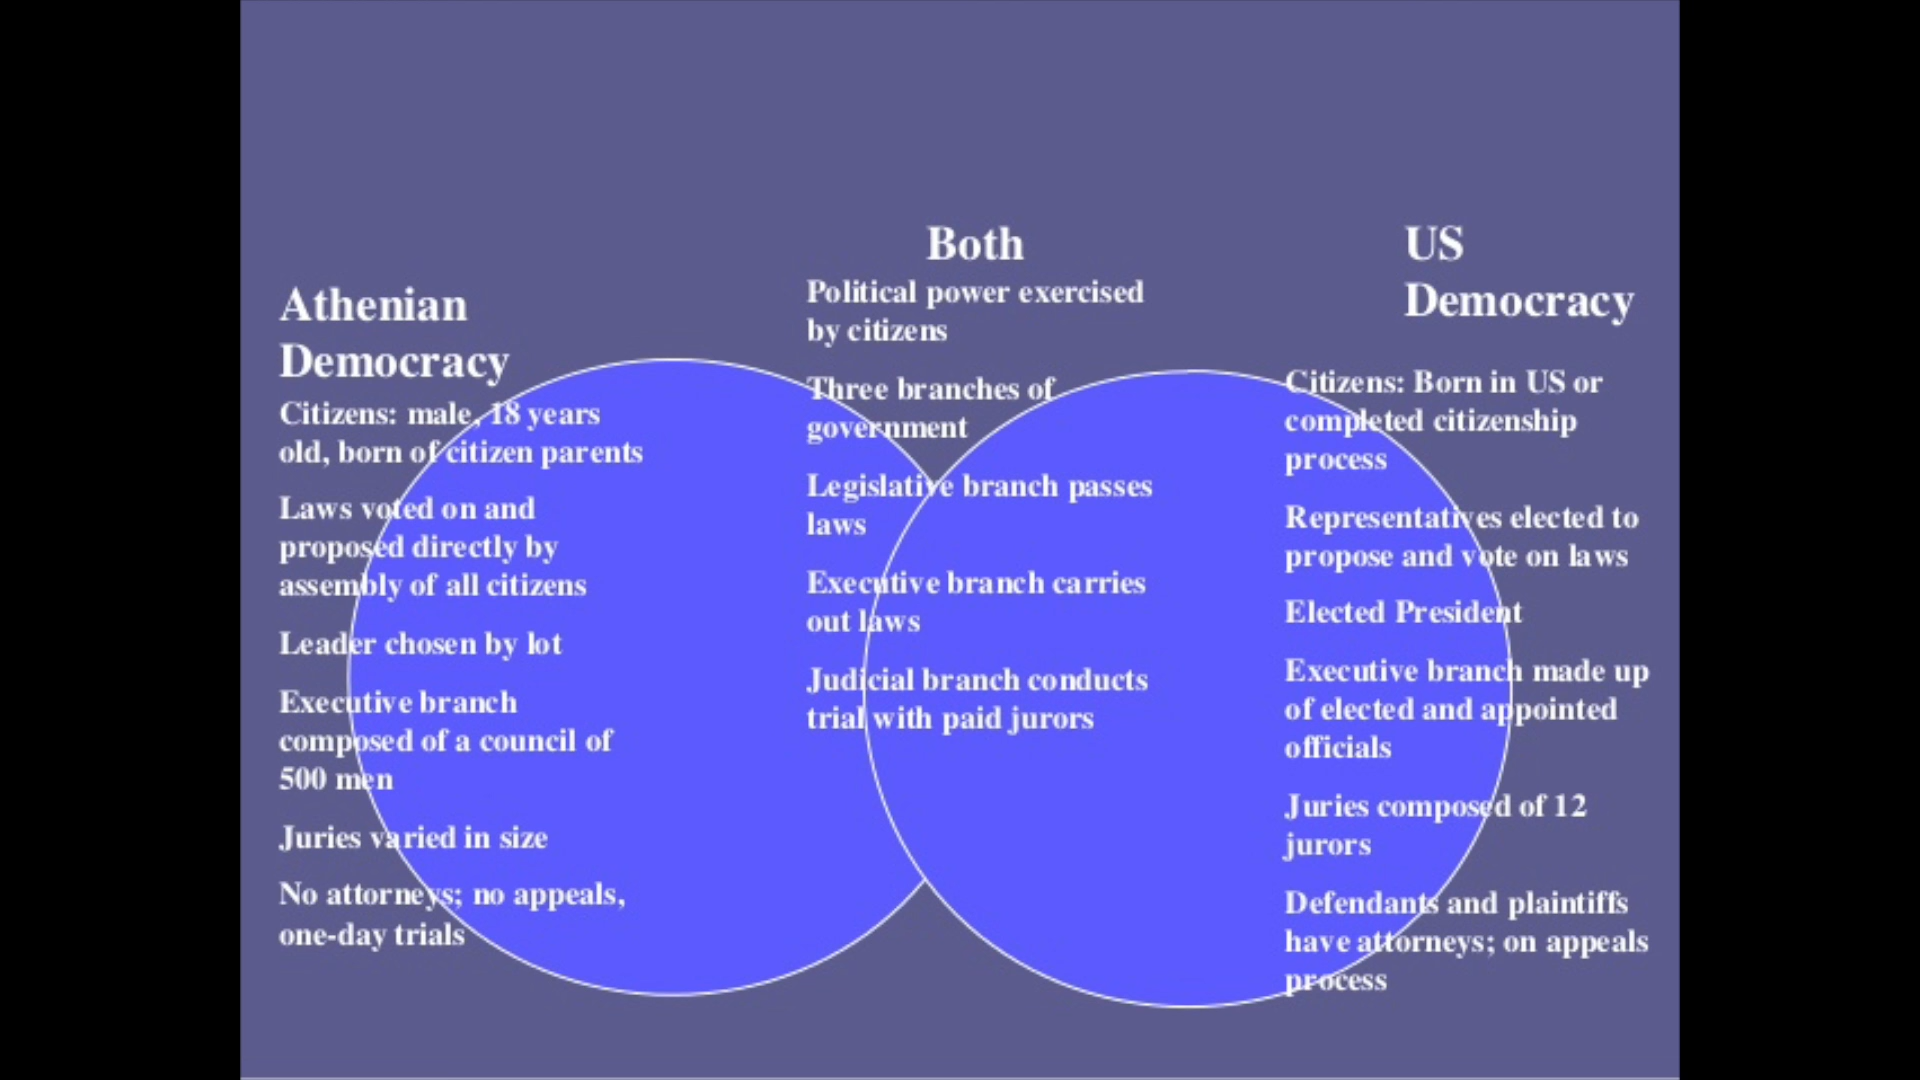 Athenian
Democracy
Citizens: male, 18 years
old, born of citizen parents
Laws voted on and
proposed directly by
assembly of all citizens
Leader chosen by lot
Executive branch
composed of a council of
500 men
Juries varied in size
No attorneys; no appeals,
one-day trials
Both
Political power exercised
by citizens
Three branches of
government
Legislative branch passes
laws
Executive branch carries
out laws
Judicial branch conducts
trial with paid jurors
US
Democracy
Citizens: Born in US or
completed citizenship
process
Representatives elected to
propose and vote on laws
Elected President
Executive branch made up
of elected and appointed
officials
Juries composed of 12
jurors
Defendants and plaintiffs
have attorneys; on appeals
process